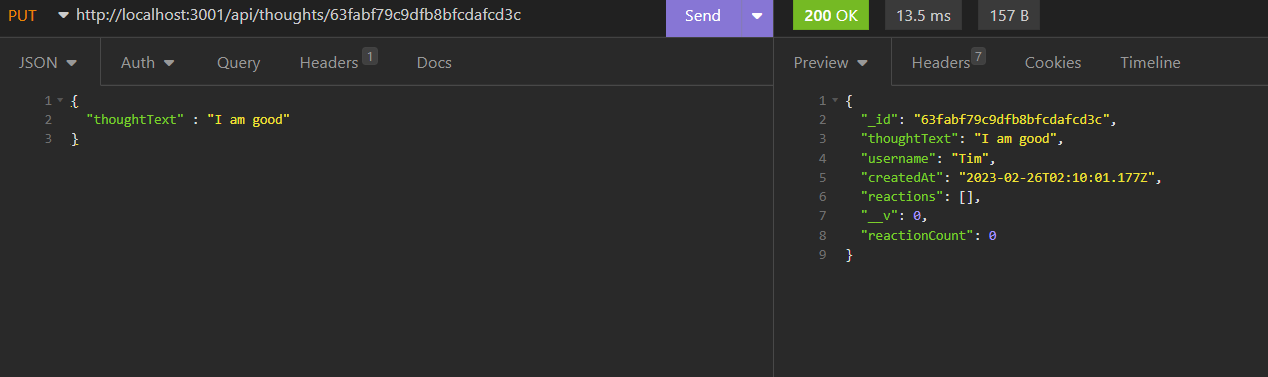 PUT http://localhost:3001/api/thoughts/63fabf79c9dfb8bfcdafcd3c Send 200 OK 13.5 ms 157 B
JSON Auth Query Headers 1 Docs
1 {
2 "thoughtText" : "I am good"
3 }
Preview Headers 7 Cookies Timeline
1 {
2 "_id": "63fabf79c9dfb8bfcdafcd3c",
3 "thoughtText": "I am good",
4 "username": "Tim",
5 "createdAt": "2023-02-26T02:10:01.177Z",
6 "reactions": [],
7 "__v": 0,
8 "reactionCount": 0
9 }